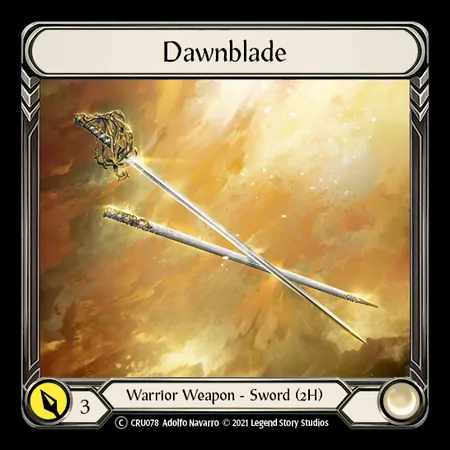 Dawnblade
3
Warrior Weapon - Sword (2H)
C CRU078 Adolfo Navarro © 2021 Legend Story Studios